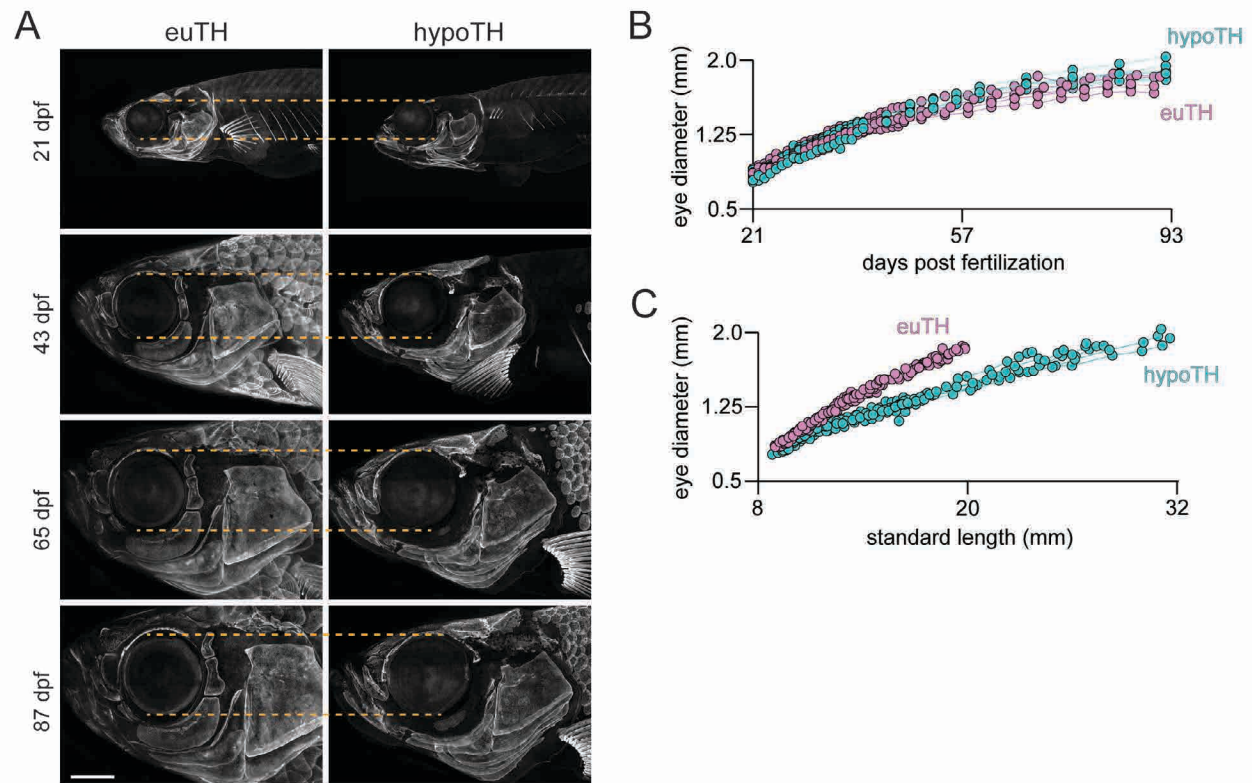 A
euTH
hypoTH
21 dpf
43 dpf
65 dpf
87 dpf
B
hypoTH
euTH
eye diameter (mm)
2.0
1.25
0.5
21
57
93
days post fertilization
C
euTH
hypoTH
eye diameter (mm)
2.0
1.25
0.5
8
20
32
standard length (mm)